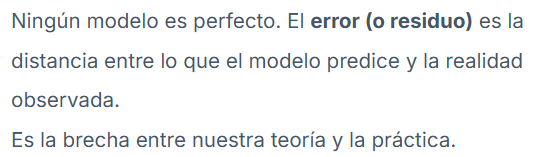 Ningún modelo es perfecto. El error (o residuo) es la
distancia entre lo que el modelo predice y la realidad
observada.
Es la brecha entre nuestra teoría y la práctica.